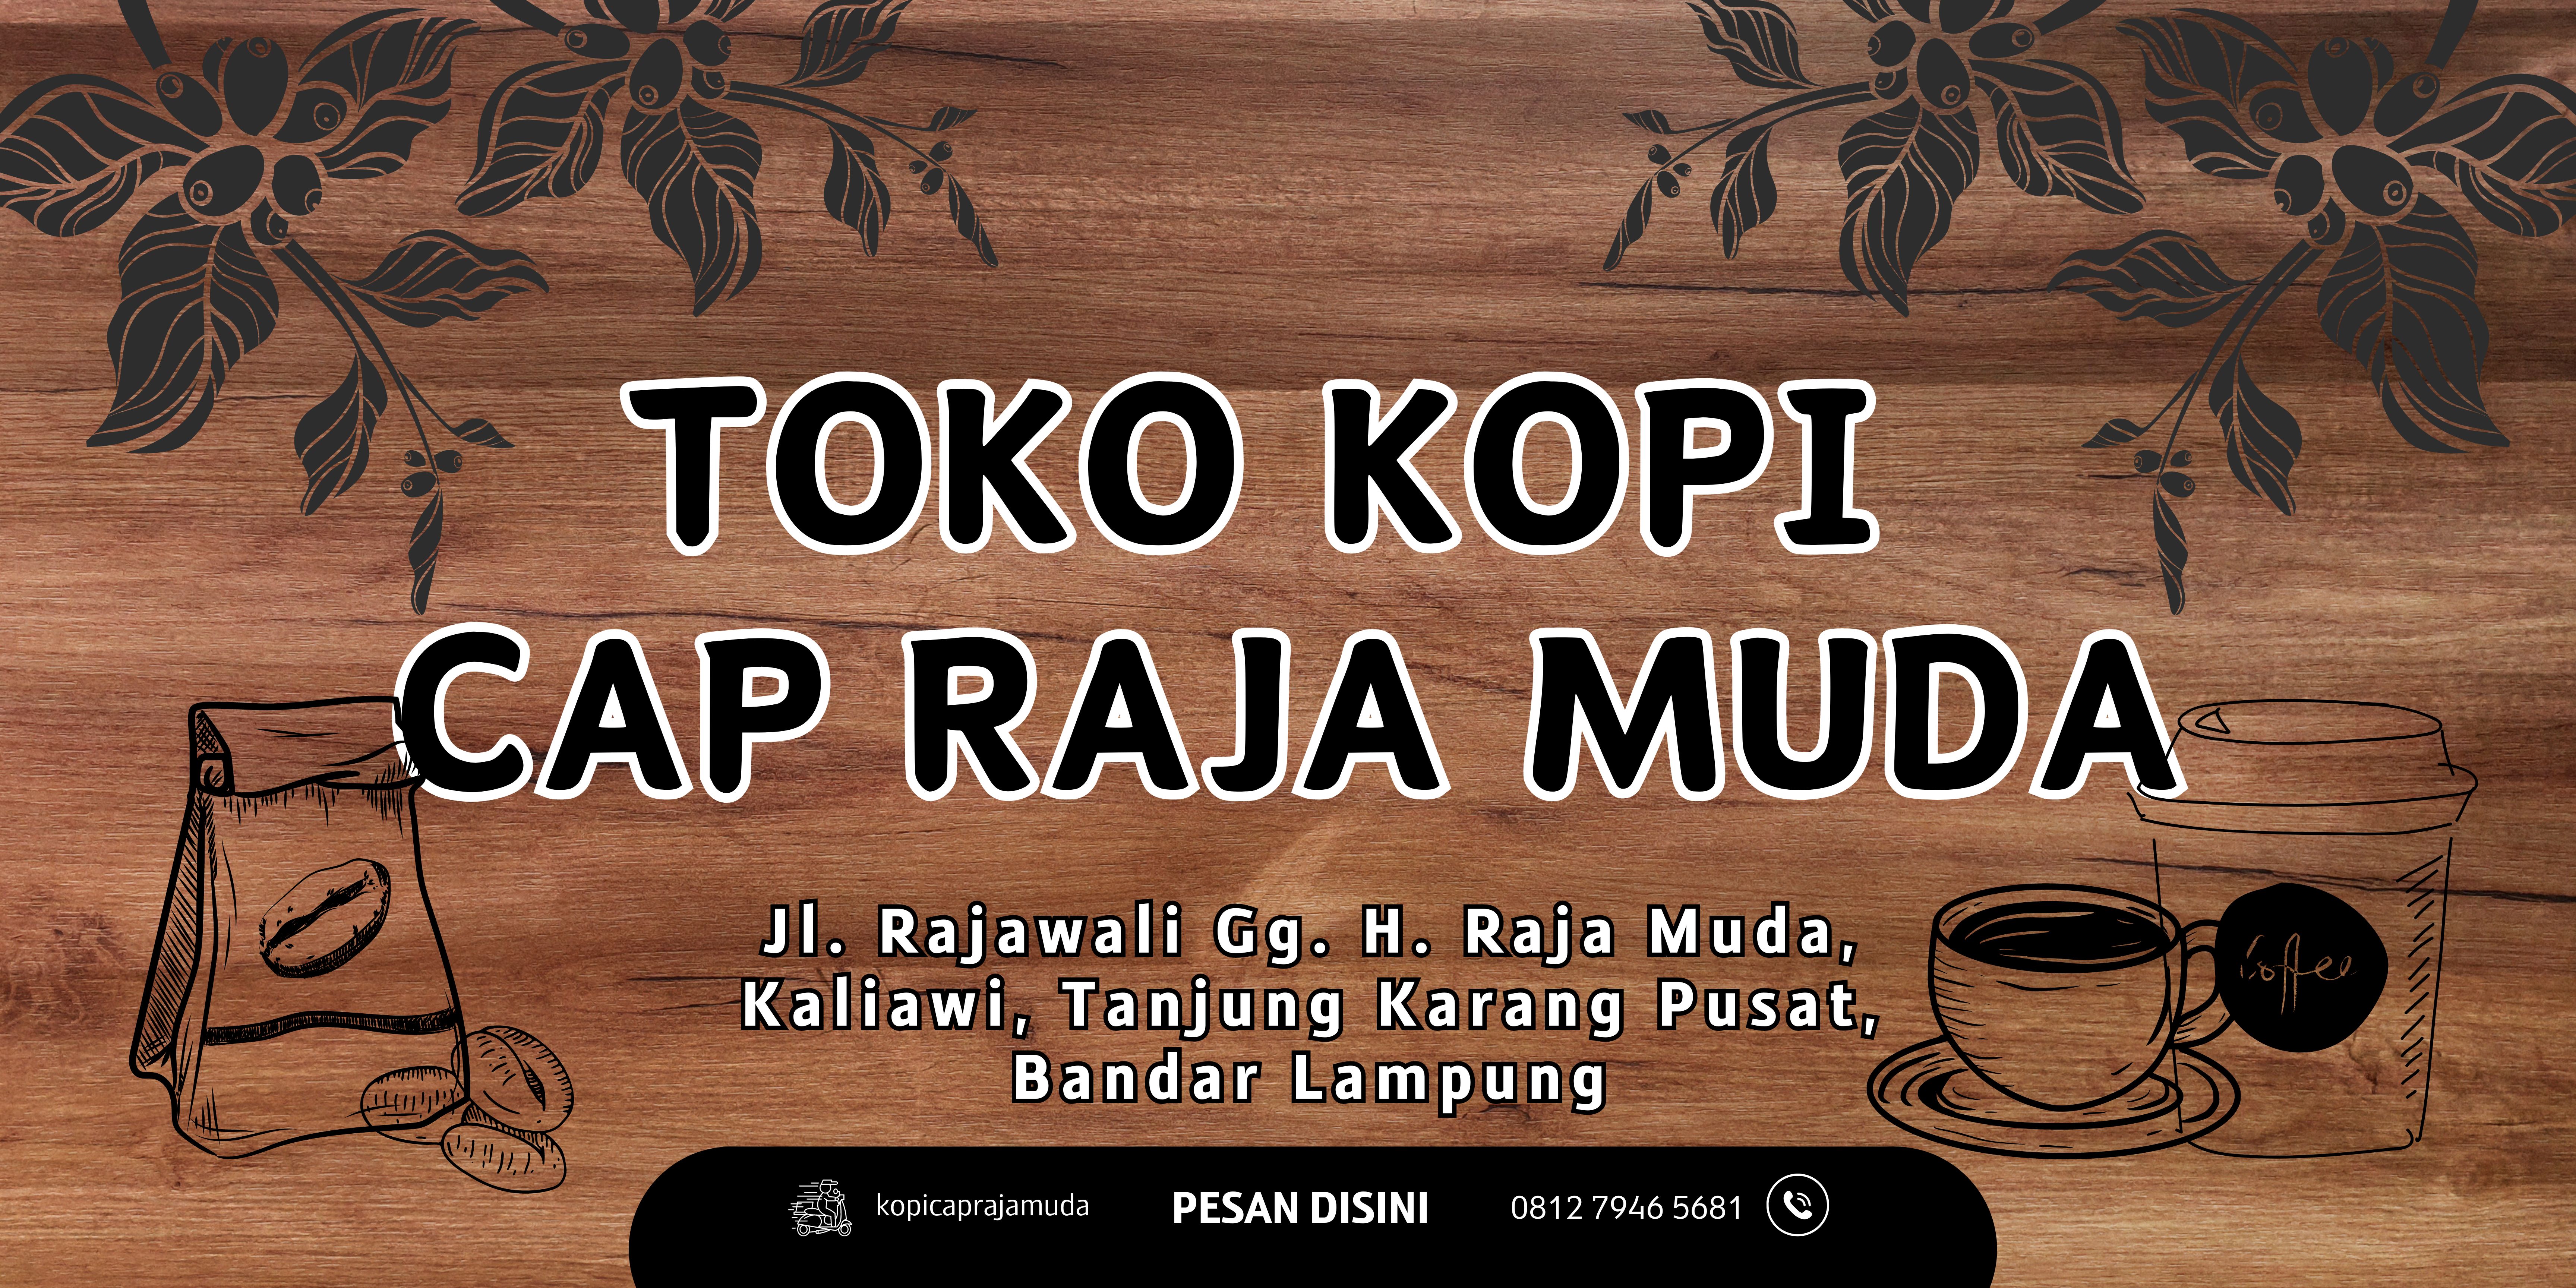 TOKO KOPI
CAP RAJA MUDA
Jl. Rajawali Gg. H. Raja Muda,
Kaliawi, Tanjung Karang Pusat,
Bandar Lampung
Coffee
kopicaprajamuda PESAN DISINI 0812 7946 5681